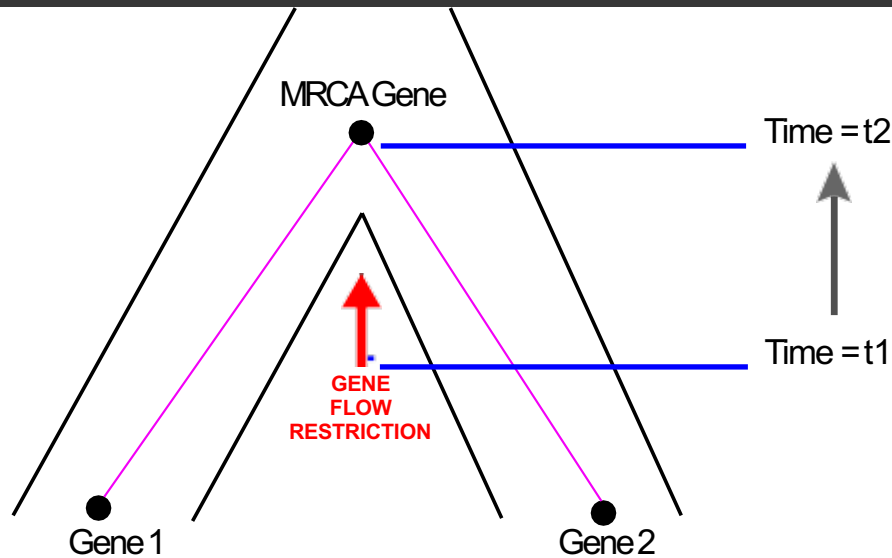 MRCA Gene
Time = t2
Time = t1
GENE
FLOW
RESTRICTION
Gene 1
Gene 2